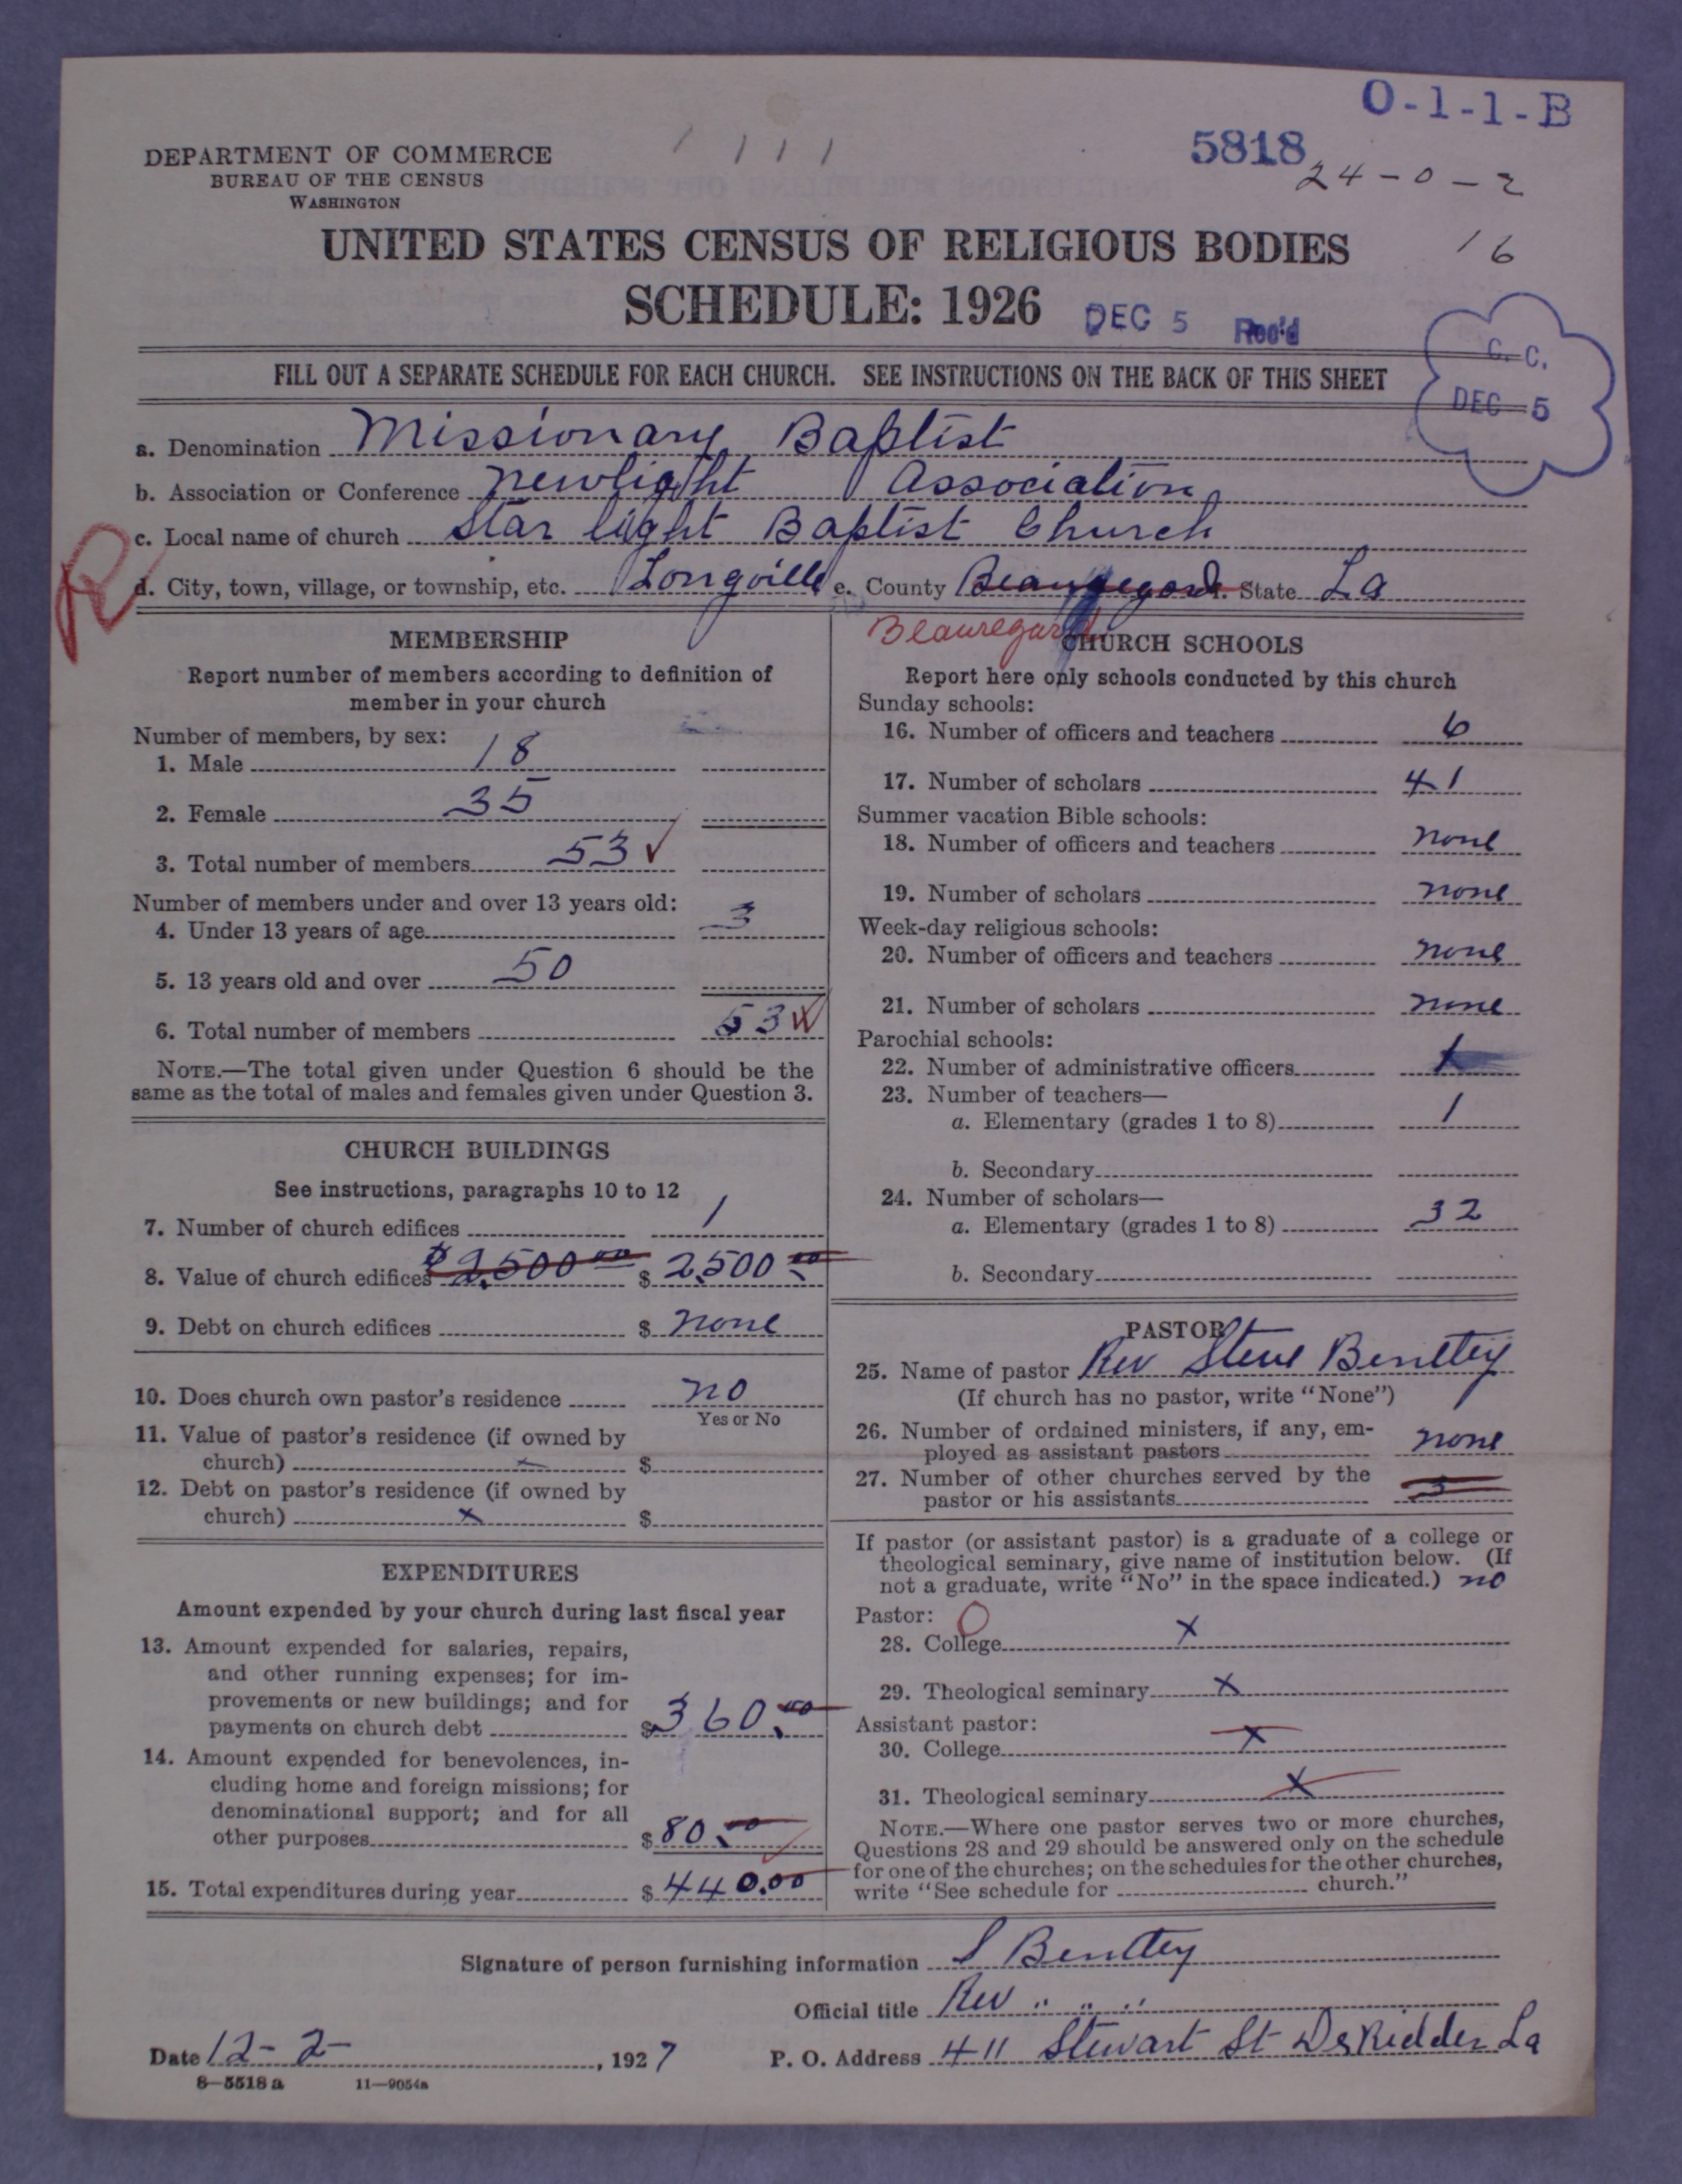 O-1-1-B
5818
24-0-2
16
DEPARTMENT OF COMMERCE
BUREAU OF THE CENSUS
WASHINGTON
UNITED STATES CENSUS OF RELIGIOUS BODIES
SCHEDULE: 1926
DEC 5 Rec'd
C. C.
DEC 5
FILL OUT A SEPARATE SCHEDULE FOR EACH CHURCH. SEE INSTRUCTIONS ON THE BACK OF THIS SHEET
a. Denomination Missionary Baptist
b. Association or Conference newlight Association
c. Local name of church Star light Baptist Church
R
d. City, town, village, or township, etc. Longville e. County Beauregard f. State La
Beauregard
MEMBERSHIP
Report number of members according to definition of
member in your church
Number of members, by sex:
1. Male 18
2. Female 35
3. Total number of members 53 ✓
Number of members under and over 13 years old:
4. Under 13 years of age 3
5. 13 years old and over 50
6. Total number of members 53 ✓
NOTE.—The total given under Question 6 should be the
same as the total of males and females given under Question 3.
CHURCH BUILDINGS
See instructions, paragraphs 10 to 12
7. Number of church edifices 1
8. Value of church edifices $2,500 00 $ 2500 00
9. Debt on church edifices $ none
10. Does church own pastor's residence no
Yes or No
11. Value of pastor's residence (if owned by
church) $
12. Debt on pastor's residence (if owned by
church) x $
EXPENDITURES
Amount expended by your church during last fiscal year
13. Amount expended for salaries, repairs,
and other running expenses; for im-
provements or new buildings; and for
payments on church debt $ 360.00
14. Amount expended for benevolences, in-
cluding home and foreign missions; for
denominational support; and for all
other purposes $ 80.00
15. Total expenditures during year $ 440.00
CHURCH SCHOOLS
Report here only schools conducted by this church
Sunday schools:
16. Number of officers and teachers 6
17. Number of scholars 41
Summer vacation Bible schools:
18. Number of officers and teachers none
19. Number of scholars none
Week-day religious schools:
20. Number of officers and teachers none
21. Number of scholars none
Parochial schools:
22. Number of administrative officers 1
23. Number of teachers—
a. Elementary (grades 1 to 8) 1
b. Secondary
24. Number of scholars—
a. Elementary (grades 1 to 8) 32
b. Secondary
PASTOR
25. Name of pastor Rev Steve Benttey
(If church has no pastor, write "None")
26. Number of ordained ministers, if any, em-
ployed as assistant pastors none
27. Number of other churches served by the
pastor or his assistants 3
If pastor (or assistant pastor) is a graduate of a college or
theological seminary, give name of institution below. (If
not a graduate, write "No" in the space indicated.) no
Pastor: O
28. College x
29. Theological seminary x
Assistant pastor:
30. College x
31. Theological seminary x
NOTE.—Where one pastor serves two or more churches,
Questions 28 and 29 should be answered only on the schedule
for one of the churches; on the schedules for the other churches,
write "See schedule for church."
Signature of person furnishing information S Benttey
Official title Rev " " "
Date 12-2-, 1927 P. O. Address 411 Stewart St DeRidder La
8—5518 a 11—9054a